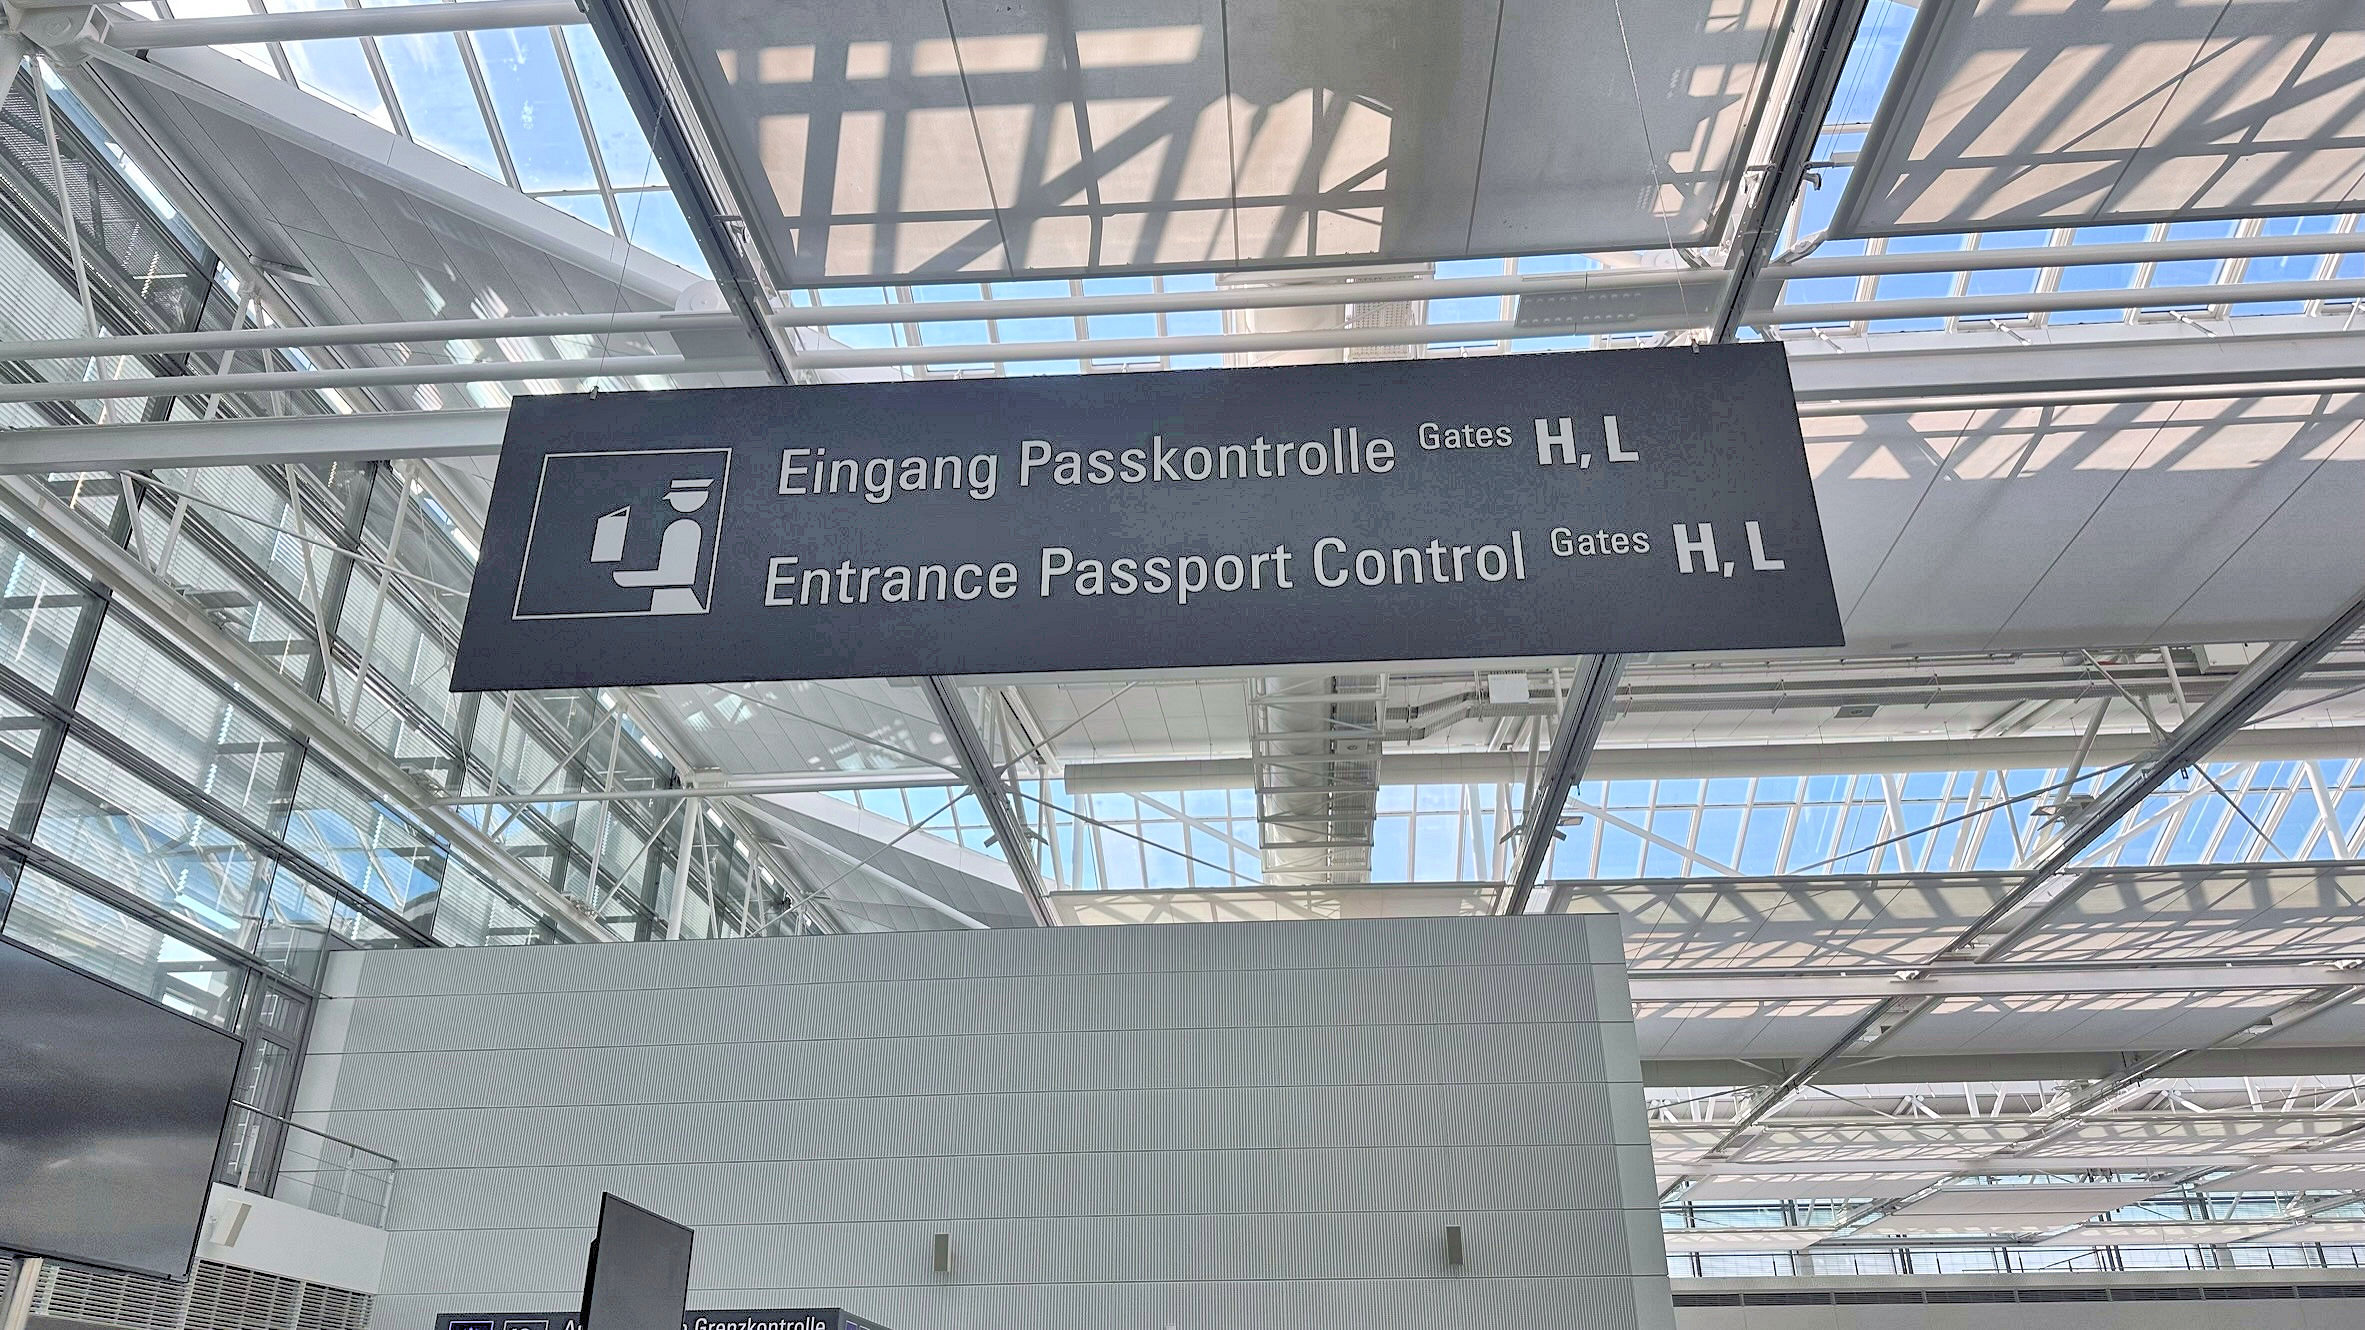 Eingang Passkontrolle Gates H, L
Entrance Passport Control Gates H, L
Grenzkontrolle